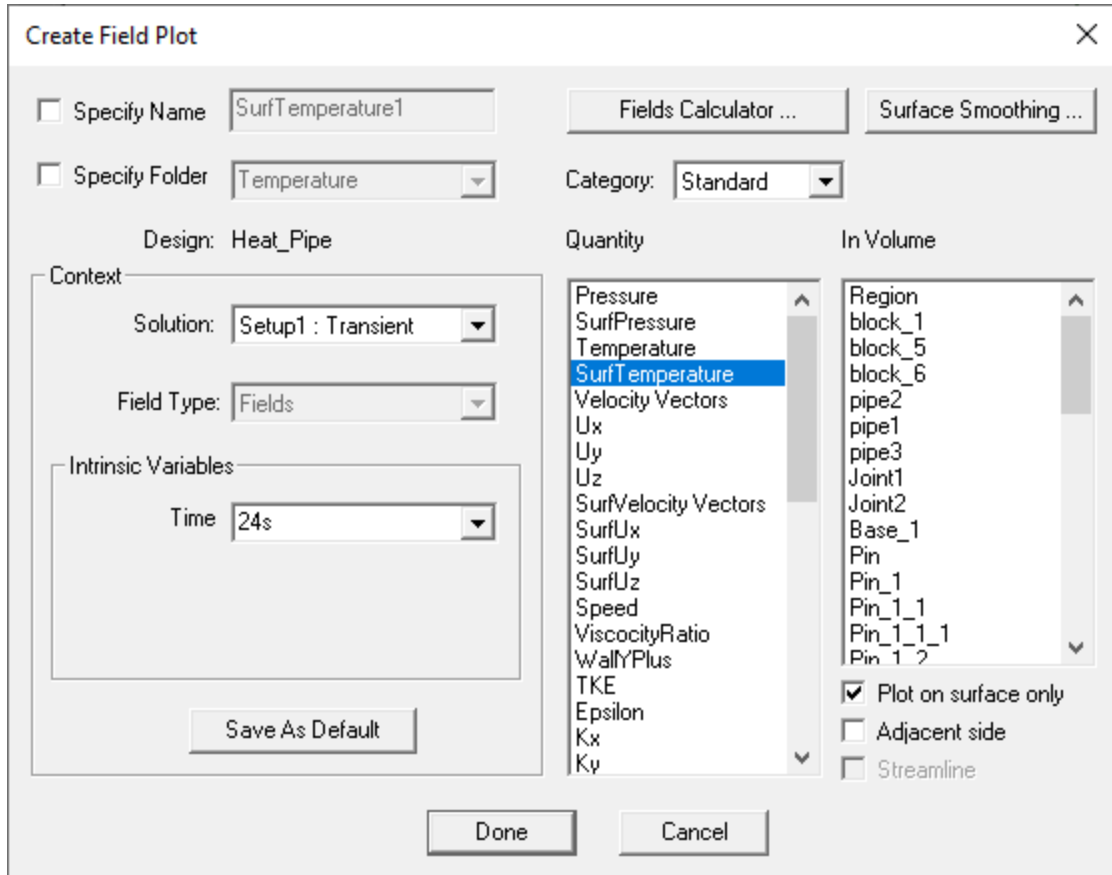 Create Field Plot
Specify Name
SurfTemperature1
Fields Calculator ...
Surface Smoothing ...
Specify Folder
Temperature
Category:
Standard
Design: Heat_Pipe
Quantity
In Volume
Context
Solution:
Setup1 : Transient
Field Type:
Fields
Intrinsic Variables
Time
24s
Save As Default
Pressure
SurfPressure
Temperature
SurfTemperature
Velocity Vectors
Ux
Uy
Uz
SurfVelocity Vectors
SurfUx
SurfUy
SurfUz
Speed
ViscocityRatio
WallYPlus
TKE
Epsilon
Kx
Ky
Region
block_1
block_5
block_6
pipe2
pipe1
pipe3
Joint1
Joint2
Base_1
Pin
Pin_1
Pin_1_1
Pin_1_1_1
Pin_1_2
Plot on surface only
Adjacent side
Streamline
Done
Cancel